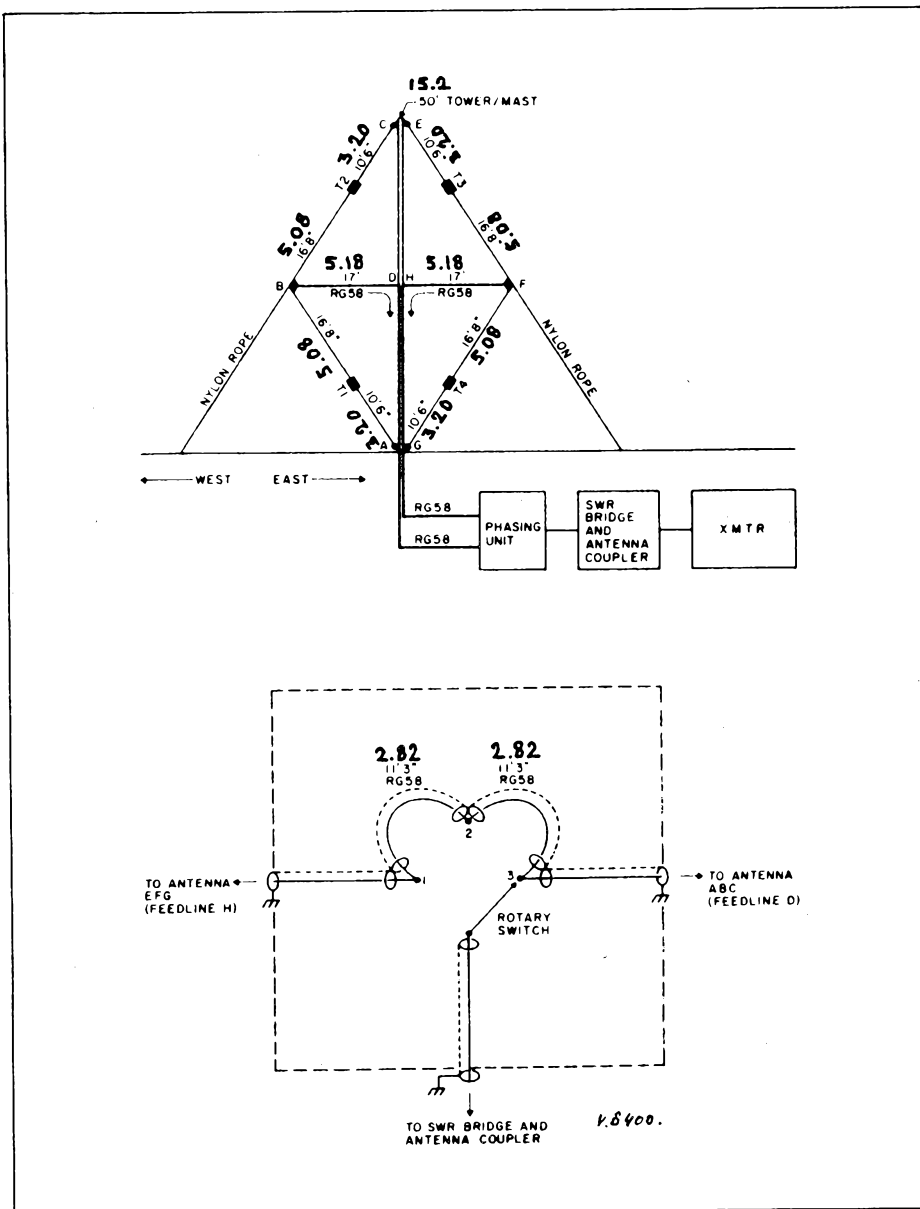 15.2
50' TOWER/MAST
C E
3.20
10'6"
T2
3.20
10'6"
T3
5.08
16'8"
5.08
16'8"
5.18 5.18
17' D H 17'
B F
RG58 RG58
16'8"
5.08
T1
10'6"
3.20
16'8"
5.08
T4
10'6"
3.20
NYLON ROPE
NYLON ROPE
A G
WEST EAST
RG58
RG58
PHASING
UNIT
SWR
BRIDGE
AND
ANTENNA
COUPLER
XMTR
2.82 2.82
11'3" 11'3"
RG58 RG58
2
1
3
TO ANTENNA
EFG
(FEEDLINE H)
TO ANTENNA
ABC
(FEEDLINE D)
ROTARY
SWITCH
TO SWR BRIDGE AND
ANTENNA COUPLER